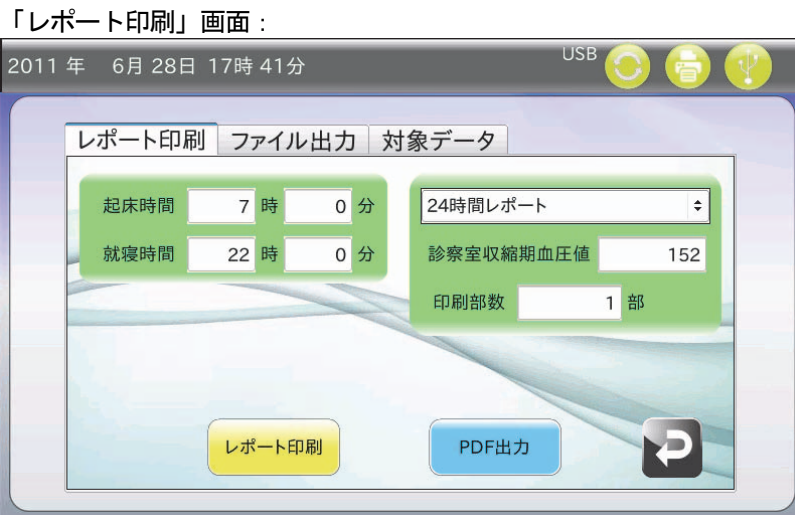 「レポート印刷」画面：
2011 年 6月 28日 17時 41分 USB
レポート印刷 ファイル出力 対象データ
起床時間 7 時 0 分
就寝時間 22 時 0 分
24時間レポート
診察室収縮期血圧値 152
印刷部数 1 部
レポート印刷 PDF出力